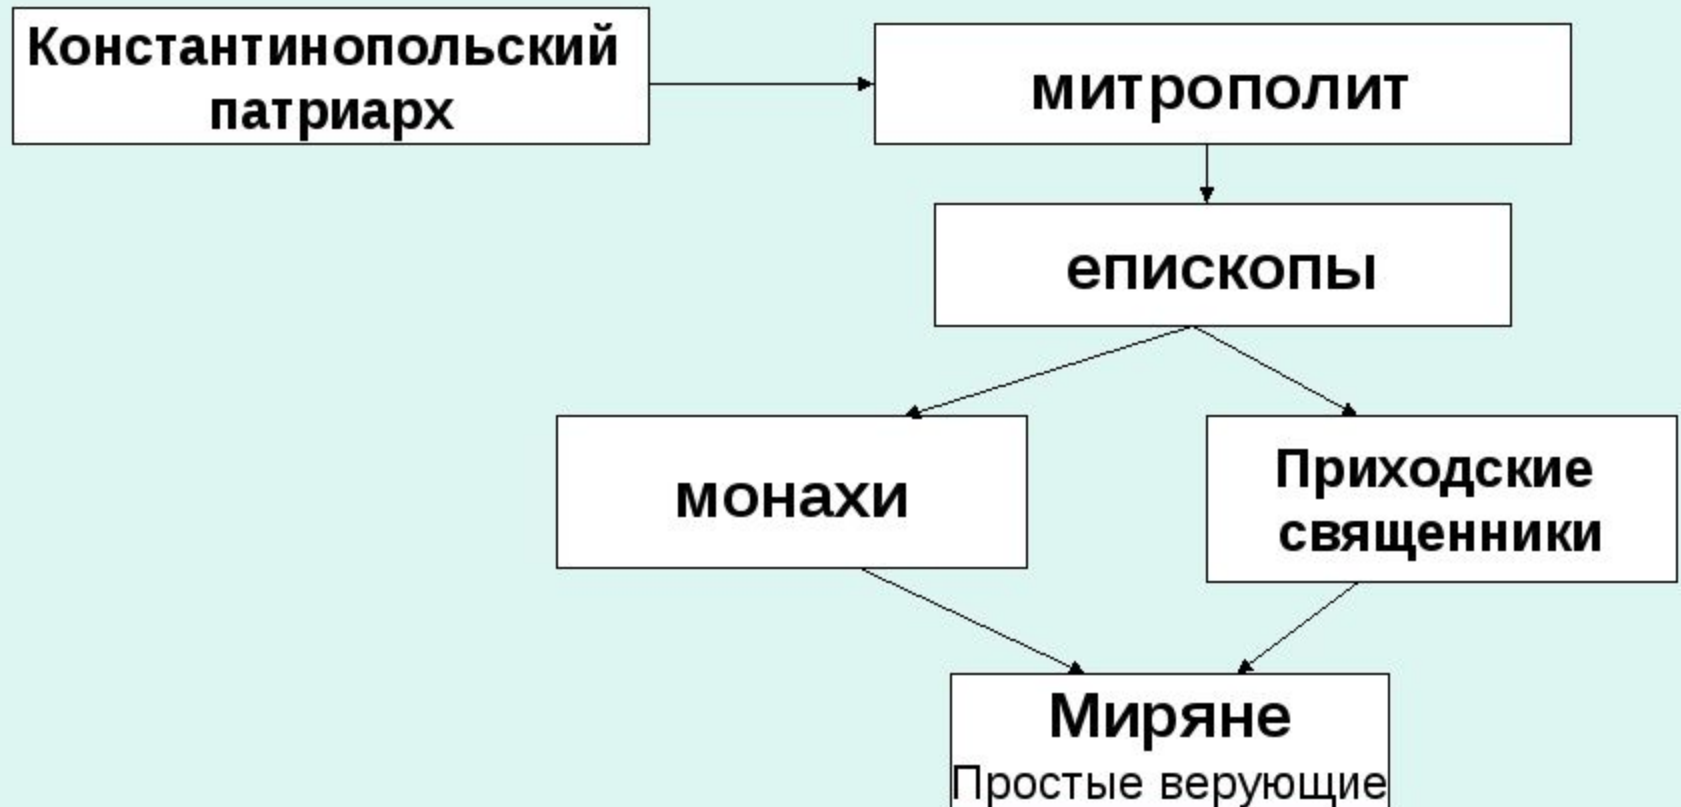 Константинопольский
патриарх
митрополит
епископы
монахи
Приходские
священники
Миряне
Простые верующие